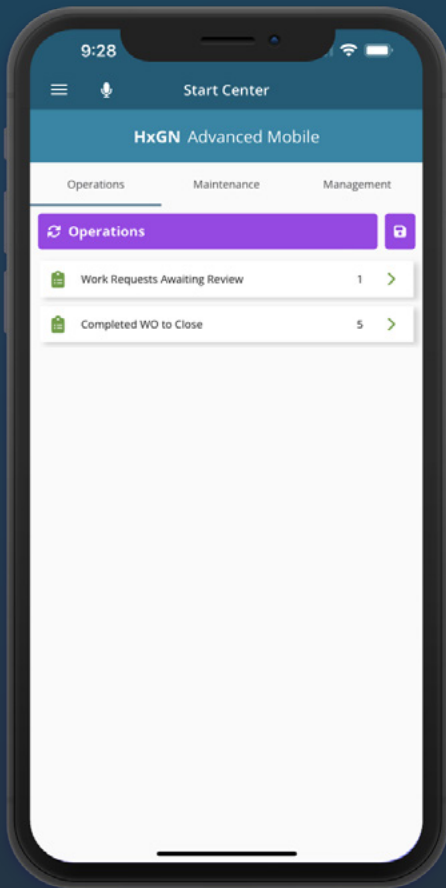 9:28
Start Center
HxGN Advanced Mobile
Operations Maintenance Management
Operations
Work Requests Awaiting Review 1
Completed WO to Close 5